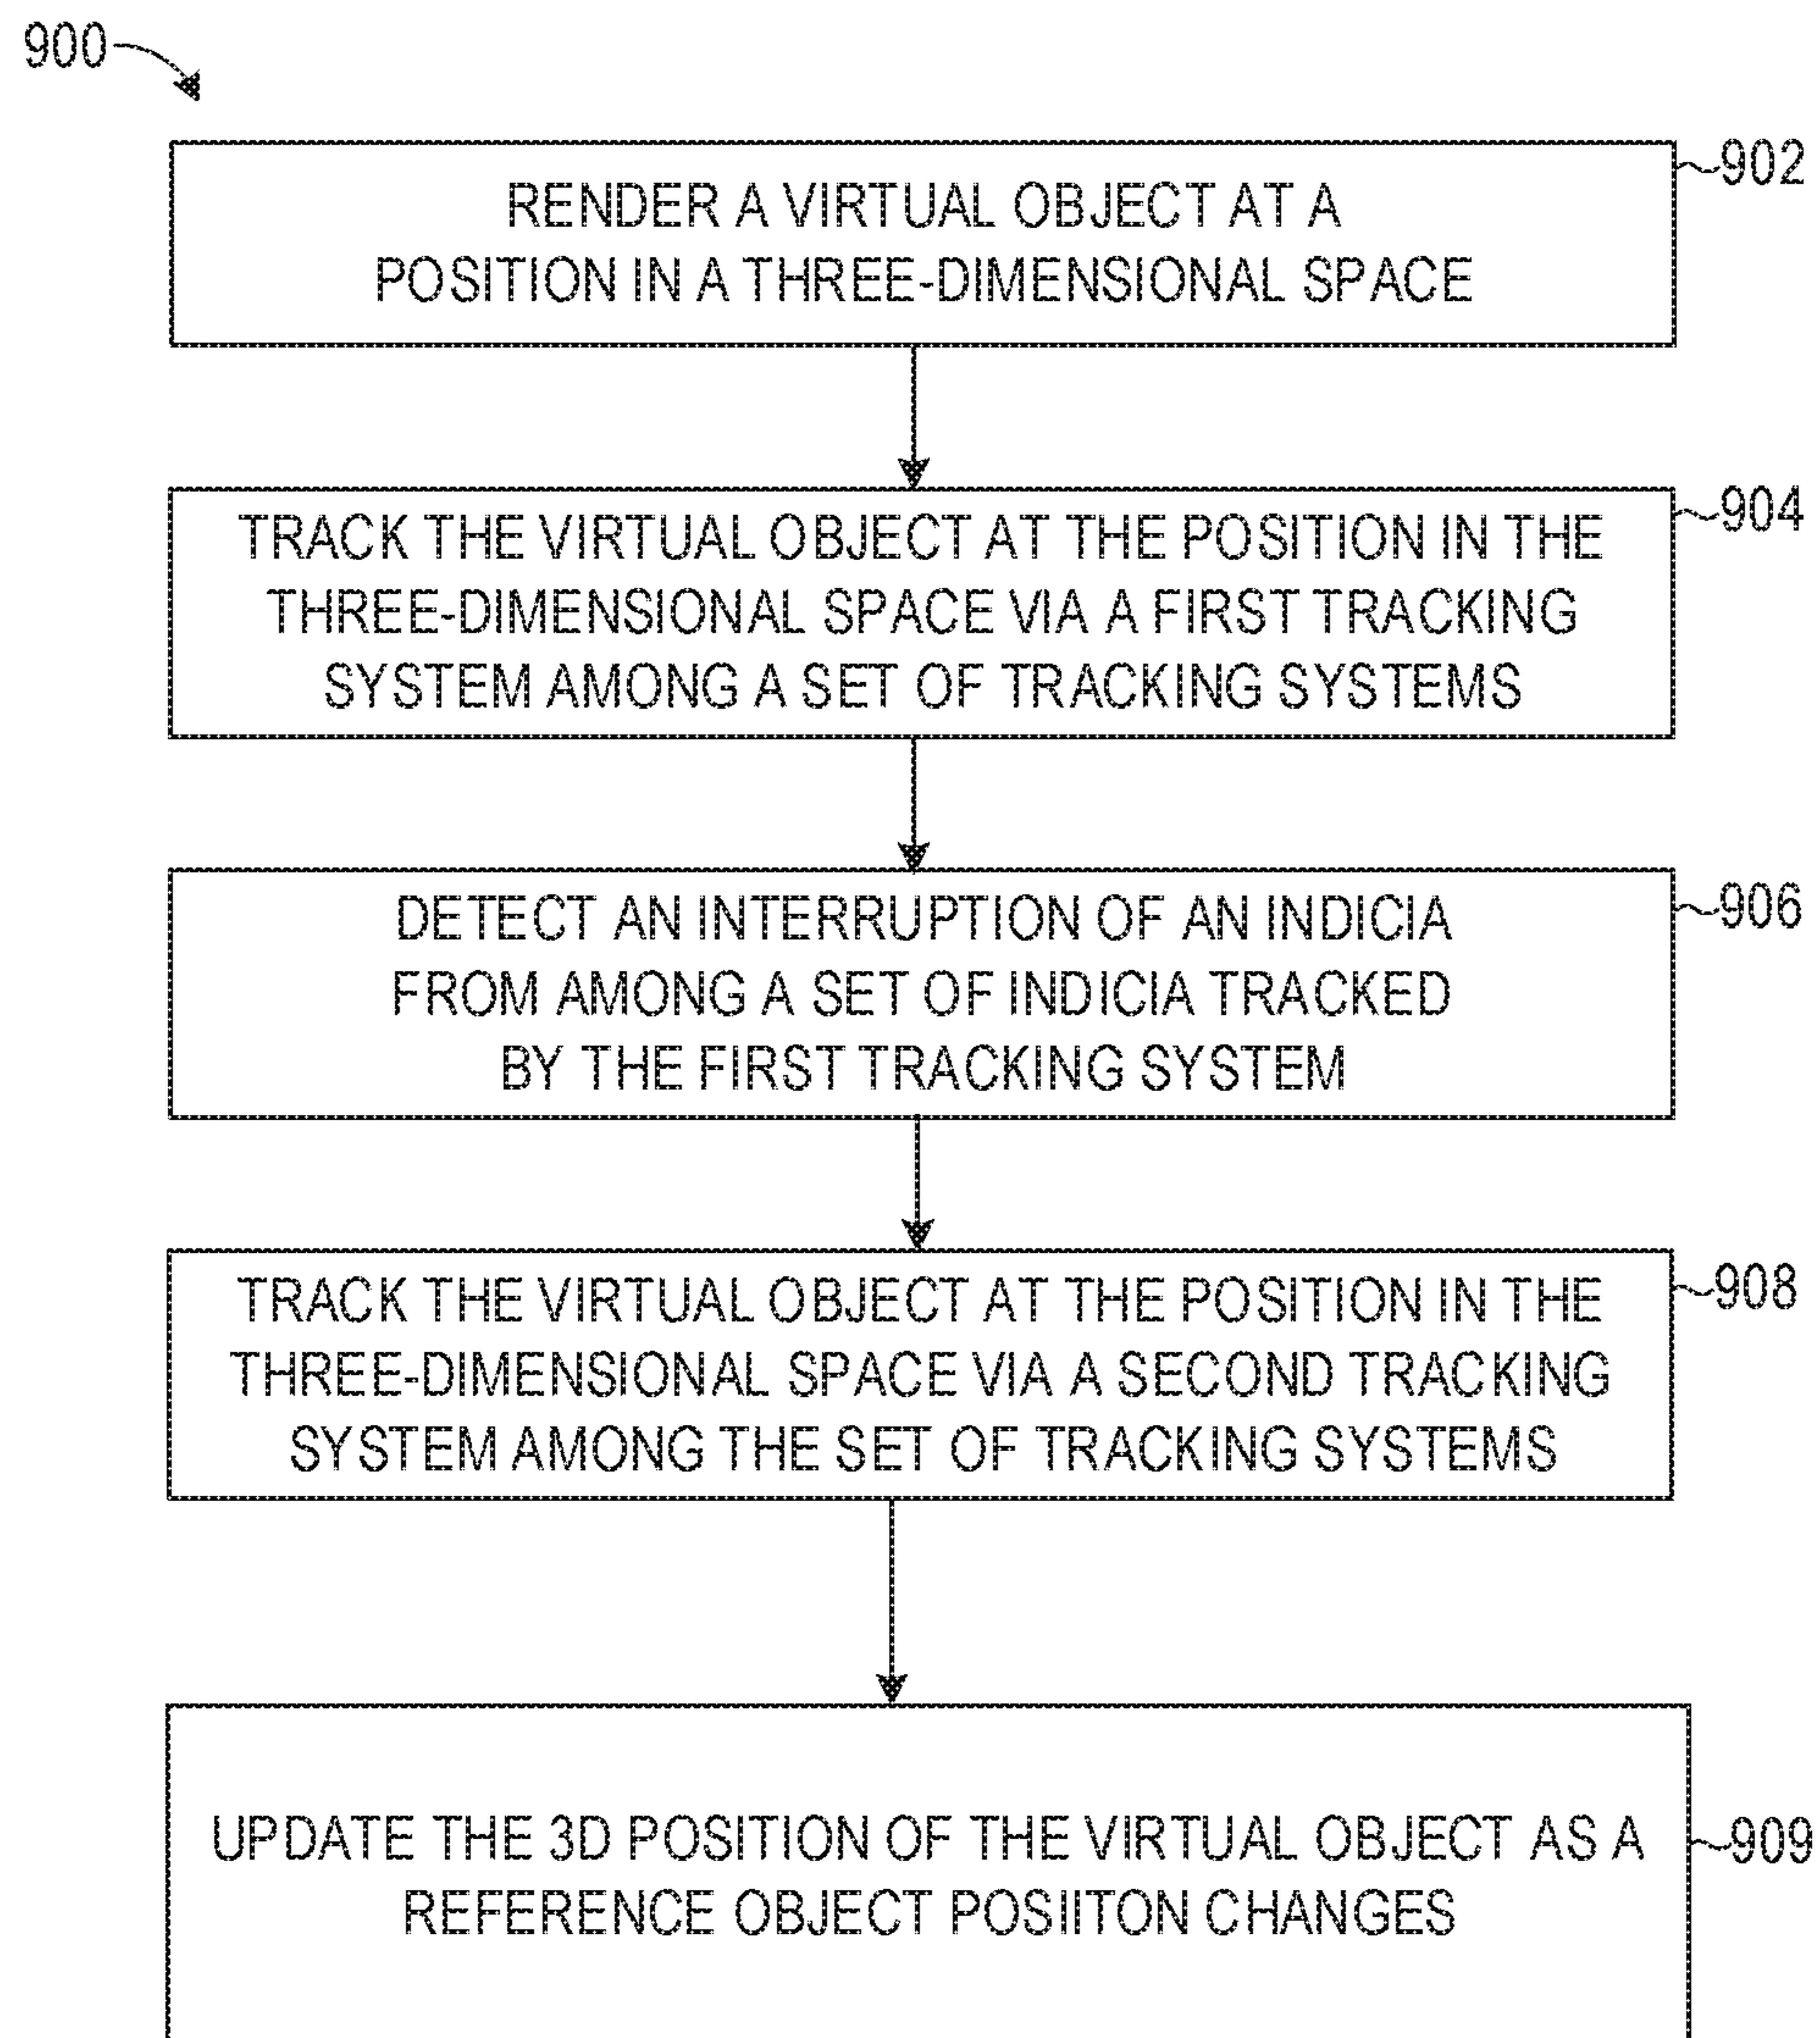 900
902
RENDER A VIRTUAL OBJECT AT A
POSITION IN A THREE-DIMENSIONAL SPACE
904
TRACK THE VIRTUAL OBJECT AT THE POSITION IN THE
THREE-DIMENSIONAL SPACE VIA A FIRST TRACKING
SYSTEM AMONG A SET OF TRACKING SYSTEMS
906
DETECT AN INTERRUPTION OF AN INDICIA
FROM AMONG A SET OF INDICIA TRACKED
BY THE FIRST TRACKING SYSTEM
908
TRACK THE VIRTUAL OBJECT AT THE POSITION IN THE
THREE-DIMENSIONAL SPACE VIA A SECOND TRACKING
SYSTEM AMONG THE SET OF TRACKING SYSTEMS
UPDATE THE 3D POSITION OF THE VIRTUAL OBJECT AS A
909
REFERENCE OBJECT POSIITON CHANGES